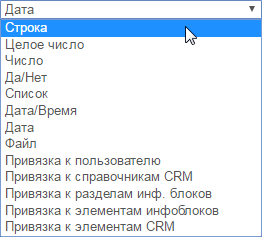 Дата
Строка
Целое число
Число
Да/Нет
Список
Дата/Время
Дата
Файл
Привязка к пользователю
Привязка к справочникам CRM
Привязка к разделам инф. блоков
Привязка к элементам инфоблоков
Привязка к элементам CRM